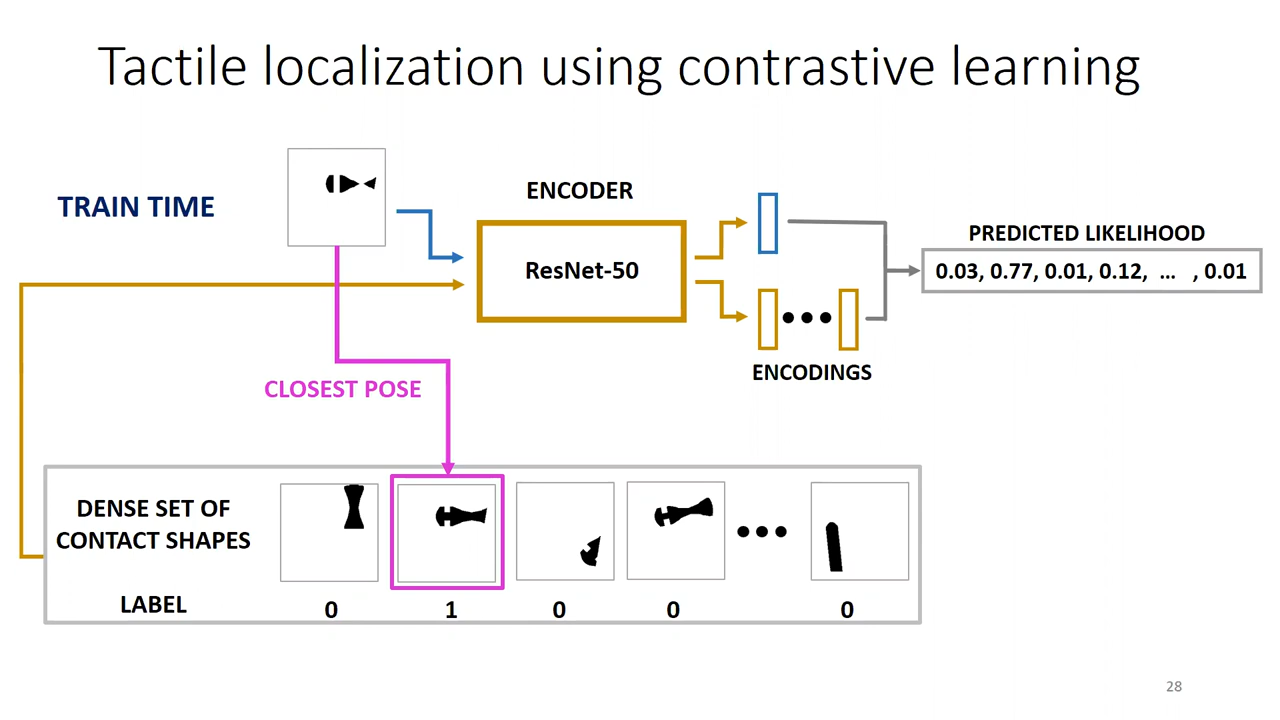 Tactile localization using contrastive learning
TRAIN TIME
ENCODER
ResNet-50
PREDICTED LIKELIHOOD
0.03, 0.77, 0.01, 0.12, ... , 0.01
ENCODINGS
CLOSEST POSE
DENSE SET OF
CONTACT SHAPES
LABEL 0 1 0 0 0
28